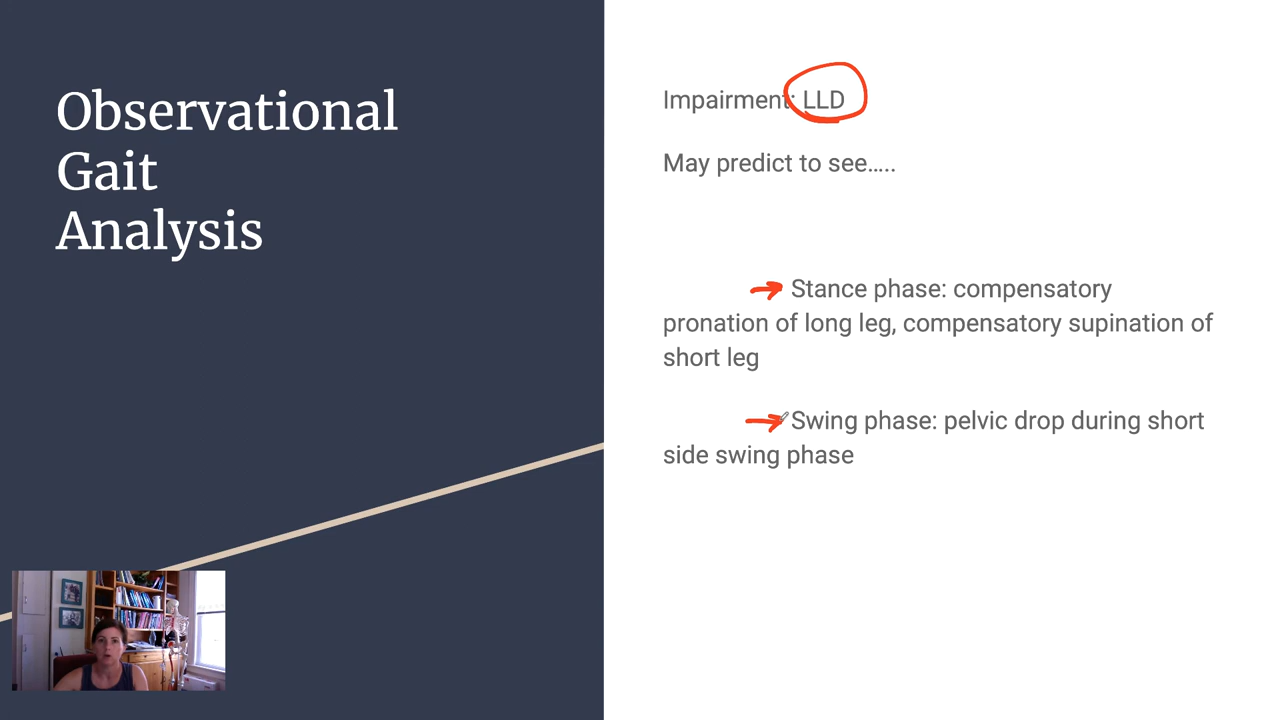 Observational
Gait
Analysis
Impairment: LLD
May predict to see.....
Stance phase: compensatory
pronation of long leg, compensatory supination of
short leg
Swing phase: pelvic drop during short
side swing phase